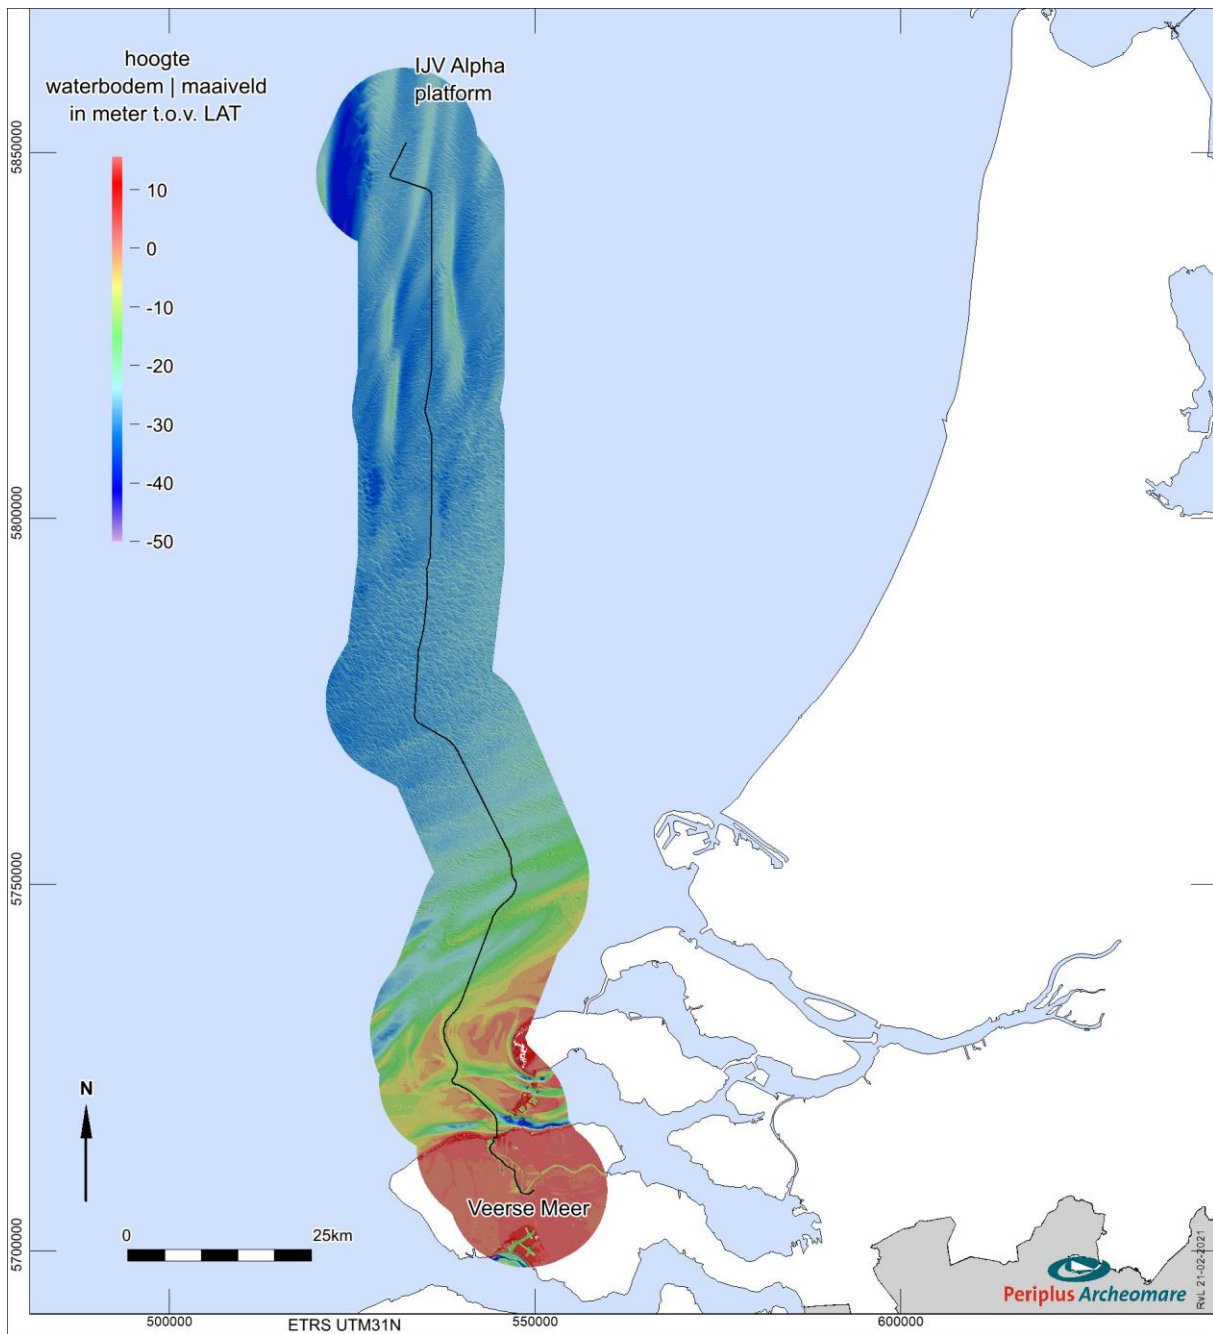 hoogte
waterbodem | maaiveld
in meter t.o.v. LAT
IJV Alpha
platform
10
0
-10
-20
-30
-40
-50
5850000
5800000
5750000
5700000
N
0 25km
Veerse Meer
Periplus Archeomare
RvL 21-02-2021
500000
ETRS UTM31N
550000
600000